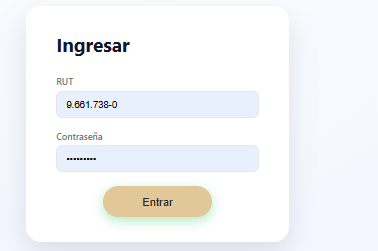 Ingresar
RUT
9.661.738-0
Contraseña
•••••••••
Entrar